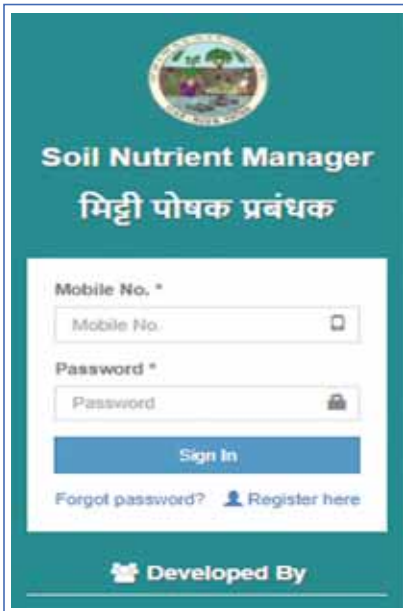 Soil Nutrient Manager
मिट्टी पोषक प्रबंधक
Mobile No. *
Mobile No.
Password *
Password
Sign In
Forgot password? Register here
Developed By